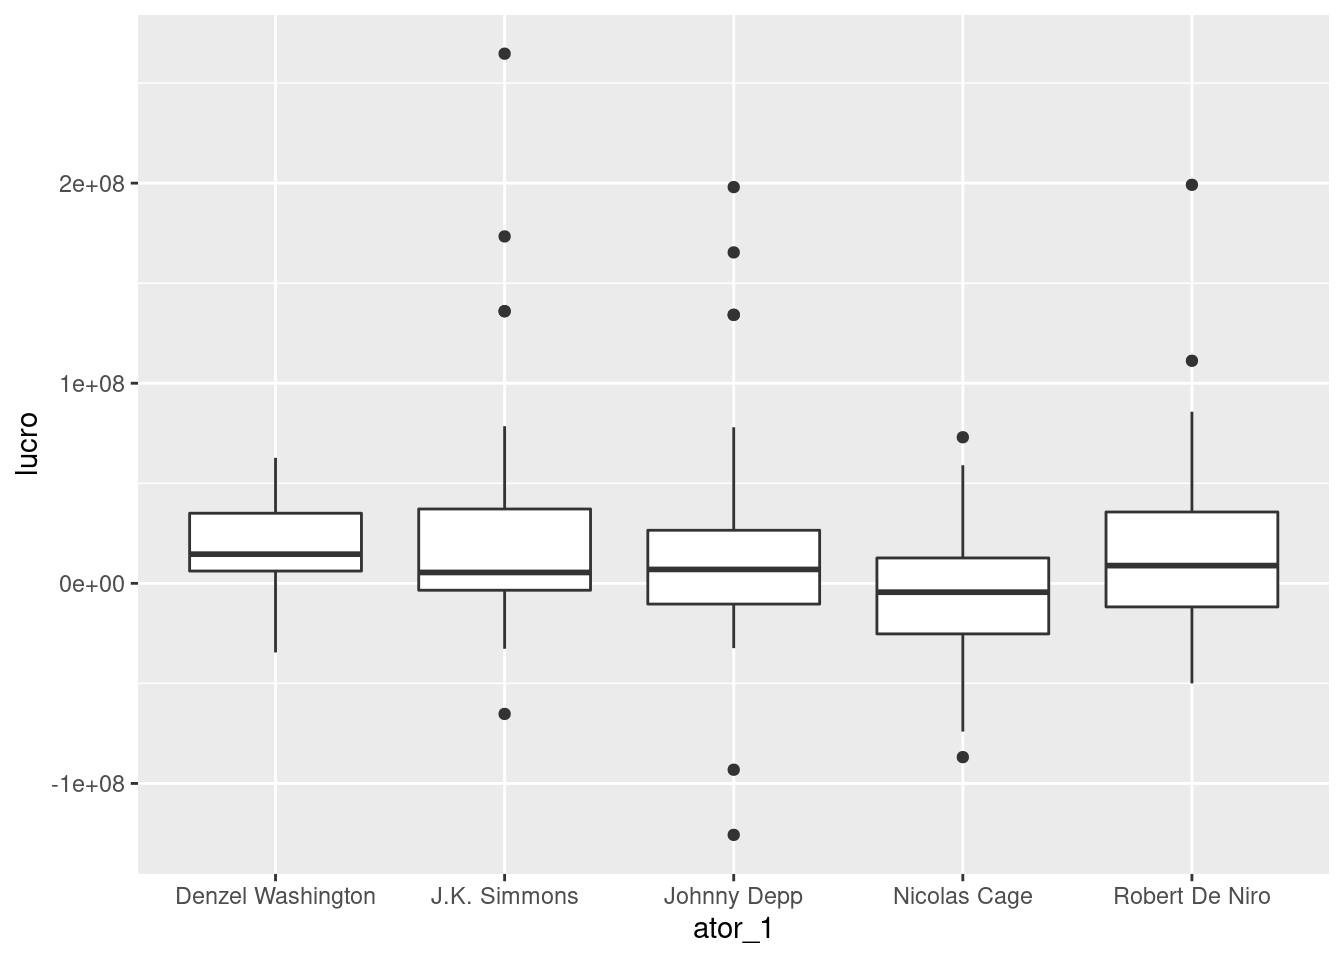 lucro
2e+08
1e+08
0e+00
-1e+08
Denzel Washington
J.K. Simmons
Johnny Depp
Nicolas Cage
Robert De Niro
ator_1